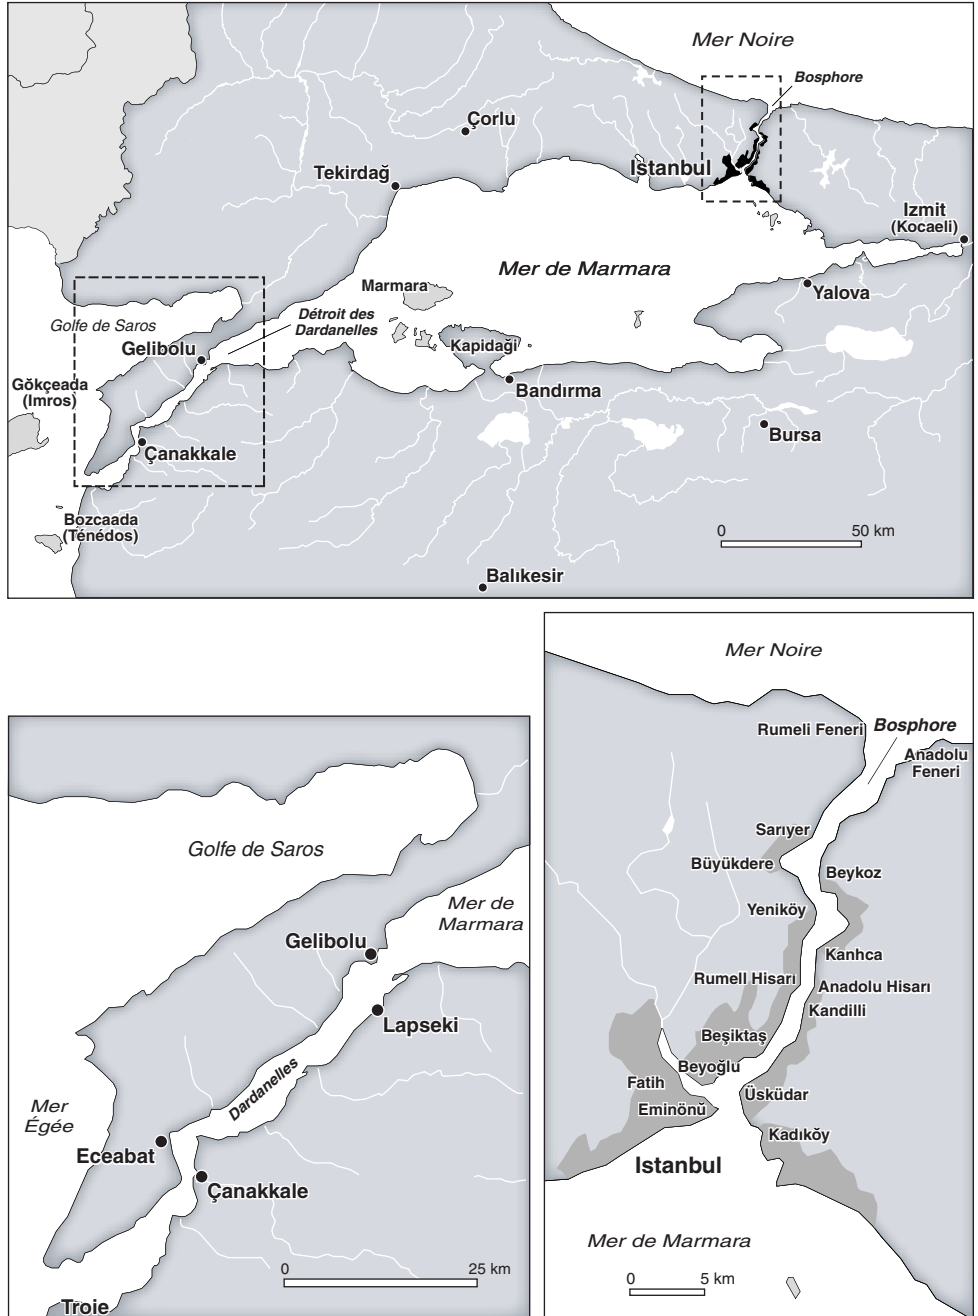 Mer Noire
Bosphore
Çorlu
Istanbul
Tekirdağ
Izmit
(Kocaeli)
Mer de Marmara
Marmara
Yalova
Détroit des
Dardanelles
Golfe de Saros
Gelibolu
Kapidaği
Gökçeada
(Imros)
Bandırma
Bursa
Çanakkale
Bozcaada
(Ténédos)
0 50 km
Balıkesir
Golfe de Saros
Mer de
Marmara
Gelibolu
Lapseki
Dardanelles
Mer
Égée
Eceabat
Çanakkale
0 25 km
Troie
Mer Noire
Rumeli Feneri
Bosphore
Anadolu
Feneri
Sarıyer
Büyükdere
Beykoz
Yeniköy
Kanhca
Rumell Hisarı
Anadolu Hisarı
Kandilli
Beşiktaş
Beyoğlu
Fatih
Üsküdar
Eminönŭ
Kadıköy
Istanbul
Mer de Marmara
0 5 km